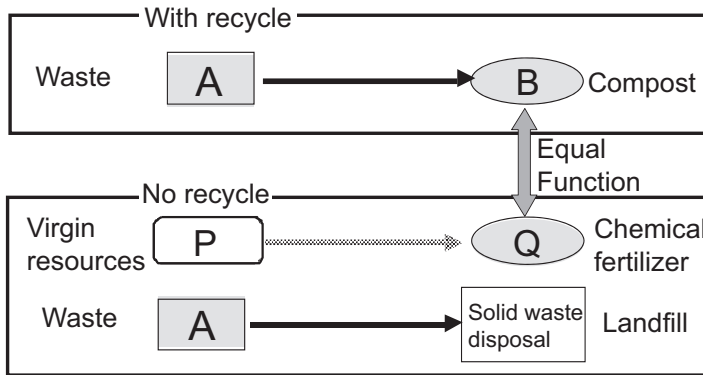 With recycle
Waste
A
B
Compost
Equal
Function
No recycle
Virgin
resources
P
Q
Chemical
fertilizer
Waste
A
Solid waste
disposal
Landfill